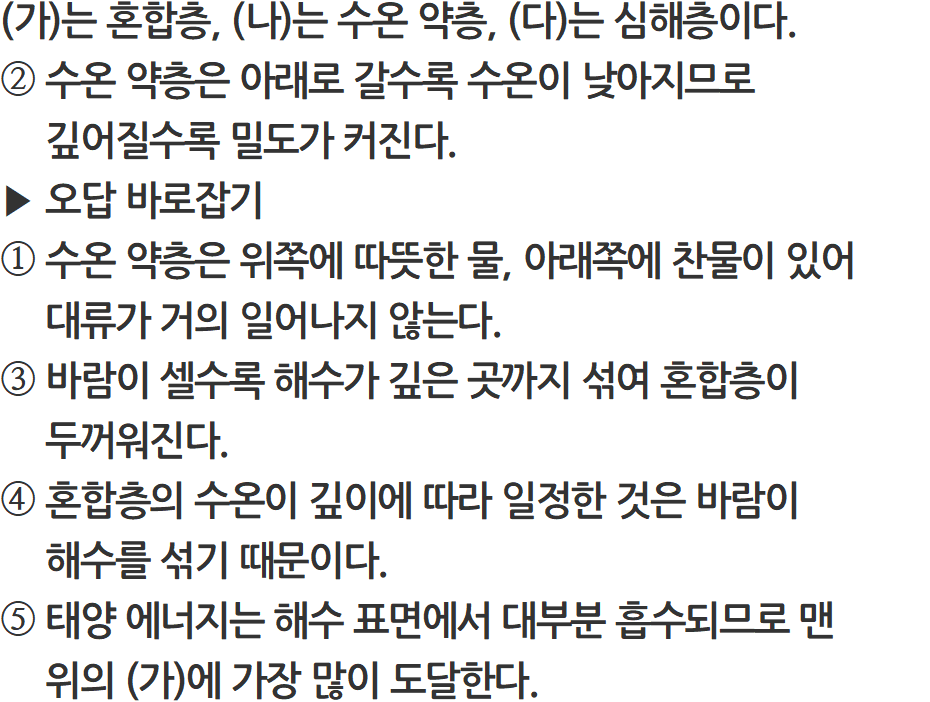 (가)는 혼합층, (나)는 수온 약층, (다)는 심해층이다.
② 수온 약층은 아래로 갈수록 수온이 낮아지므로
깊어질수록 밀도가 커진다.
▶ 오답 바로잡기
① 수온 약층은 위쪽에 따뜻한 물, 아래쪽에 찬물이 있어
대류가 거의 일어나지 않는다.
③ 바람이 셀수록 해수가 깊은 곳까지 섞여 혼합층이
두꺼워진다.
④ 혼합층의 수온이 깊이에 따라 일정한 것은 바람이
해수를 섞기 때문이다.
⑤ 태양 에너지는 해수 표면에서 대부분 흡수되므로 맨
위의 (가)에 가장 많이 도달한다.